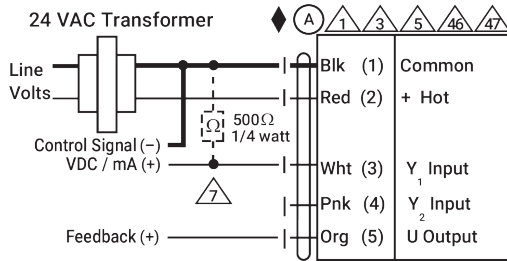 24 VAC Transformer
A 1 3 5 46 47
Line Volts
Blk (1) Common
Red (2) + Hot
Ω 500Ω 1/4 watt
Control Signal (−)
VDC / mA (+)
7
Wht (3) Y1 Input
Pnk (4) Y2 Input
Feedback (+)
Org (5) U Output